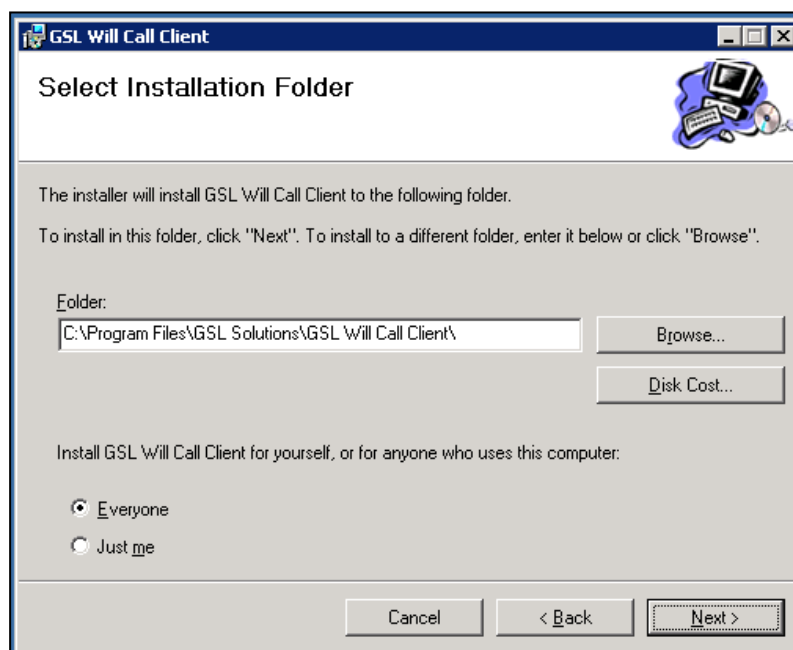 GSL Will Call Client
Select Installation Folder
The installer will install GSL Will Call Client to the following folder.
To install in this folder, click "Next". To install to a different folder, enter it below or click "Browse".
Folder:
C:\Program Files\GSL Solutions\GSL Will Call Client\
Browse...
Disk Cost...
Install GSL Will Call Client for yourself, or for anyone who uses this computer:
Everyone
Just me
Cancel
< Back
Next >